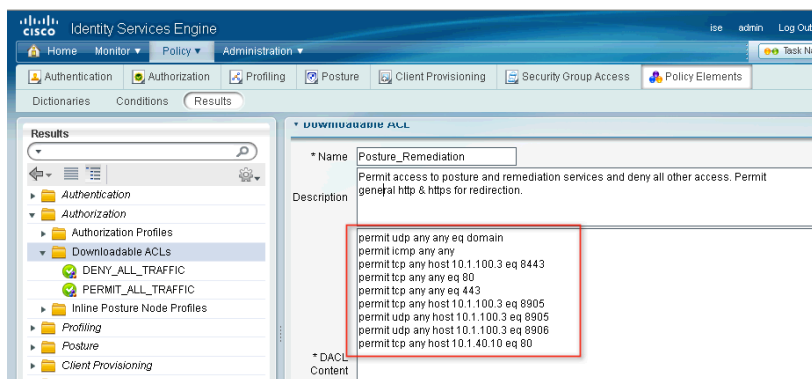 cisco Identity Services Engine
ise admin Log Out
Home Monitor Policy Administration
Task Na
Authentication Authorization Profiling Posture Client Provisioning Security Group Access Policy Elements
Dictionaries Conditions Results
Results
Authentication
Authorization
Authorization Profiles
Downloadable ACLs
DENY_ALL_TRAFFIC
PERMIT_ALL_TRAFFIC
Inline Posture Node Profiles
Profiling
Posture
Client Provisioning
Downloadable ACL
* Name Posture_Remediation
Description
Permit access to posture and remediation services and deny all other access. Permit
general http & https for redirection.
* DACL
Content
permit udp any any eq domain
permit icmp any any
permit tcp any host 10.1.100.3 eq 8443
permit tcp any any eq 80
permit tcp any any eq 443
permit tcp any host 10.1.100.3 eq 8905
permit udp any host 10.1.100.3 eq 8905
permit udp any host 10.1.100.3 eq 8906
permit tcp any host 10.1.40.10 eq 80